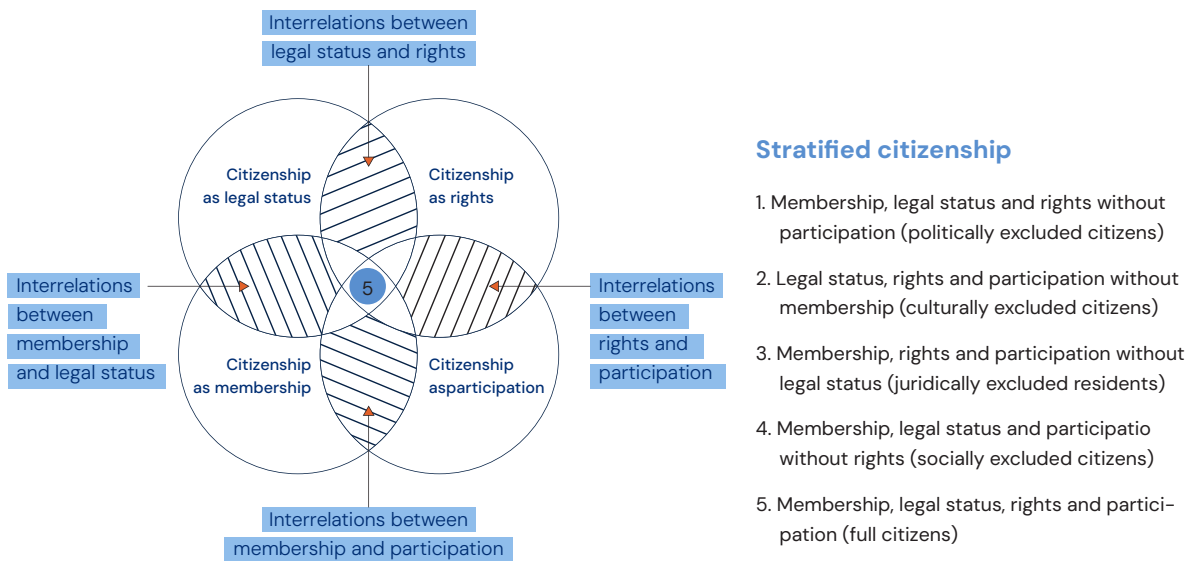 Interrelations between
legal status and rights
Citizenship
as legal status
Citizenship
as rights
Interrelations
between
membership
and legal status
5
Interrelations
between
rights and
participation
Citizenship
as membership
Citizenship
asparticipation
Interrelations between
membership and participation
Stratified citizenship
1. Membership, legal status and rights without
participation (politically excluded citizens)
2. Legal status, rights and participation without
membership (culturally excluded citizens)
3. Membership, rights and participation without
legal status (juridically excluded residents)
4. Membership, legal status and participatio
without rights (socially excluded citizens)
5. Membership, legal status, rights and partici-
pation (full citizens)